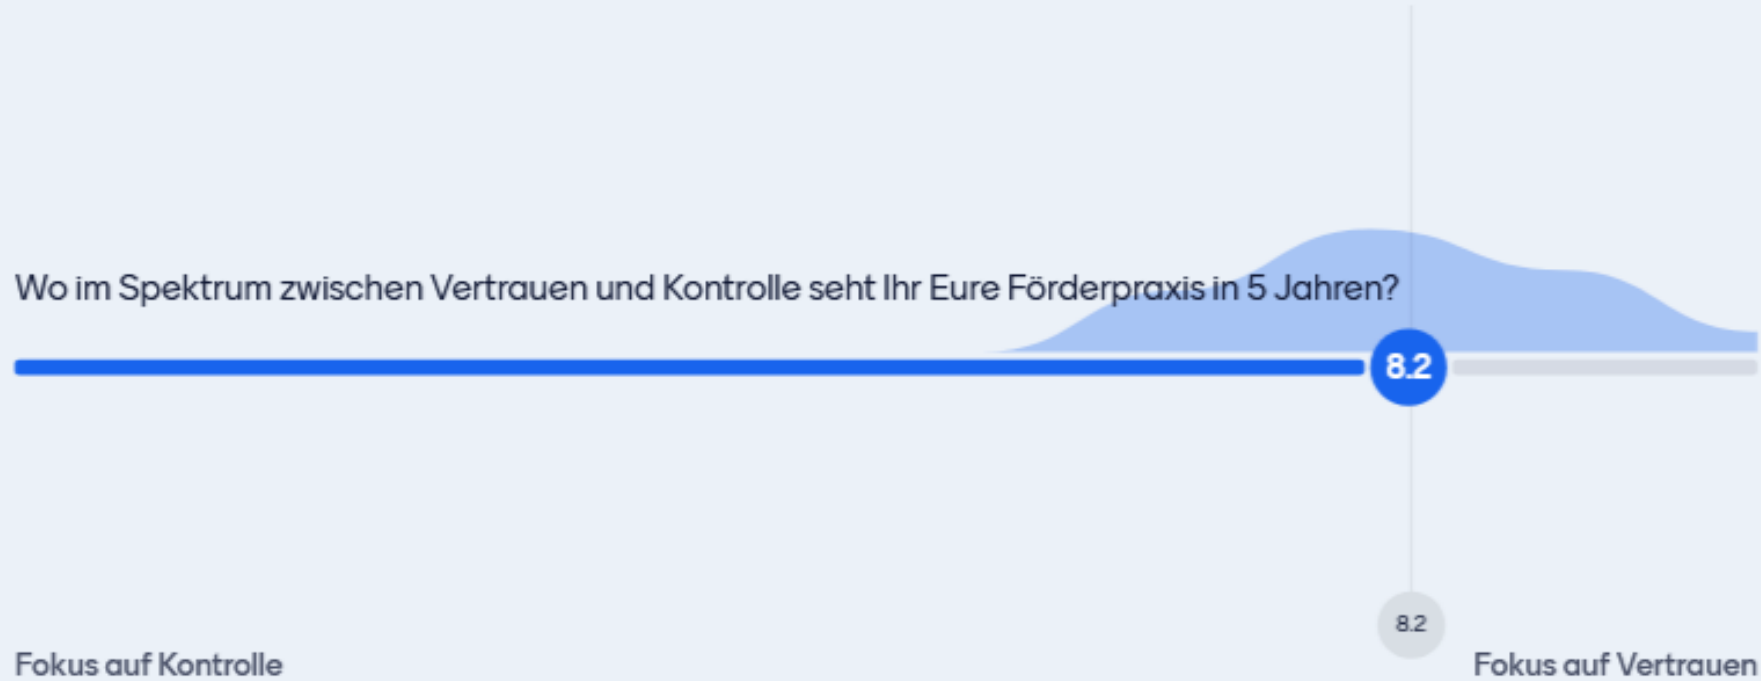 Wo im Spektrum zwischen Vertrauen und Kontrolle seht Ihr Eure Förderpraxis in 5 Jahren?
8.2
8.2
Fokus auf Kontrolle
Fokus auf Vertrauen